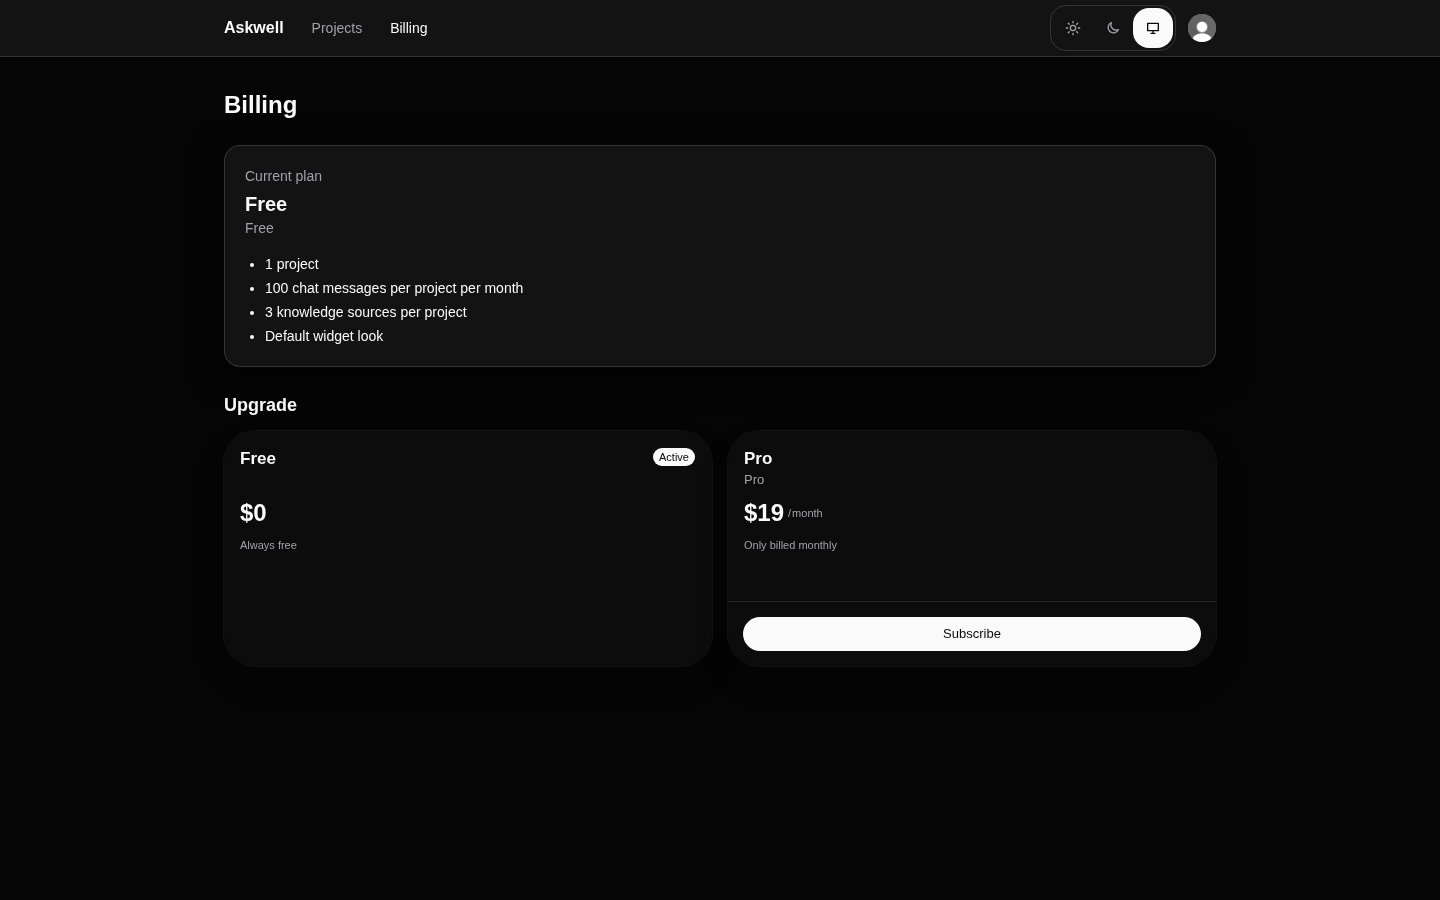 Askwell Projects Billing
Billing
Current plan
Free
Free
1 project
100 chat messages per project per month
3 knowledge sources per project
Default widget look
Upgrade
Free
Active
$0
Always free
Pro
Pro
$19 /month
Only billed monthly
Subscribe